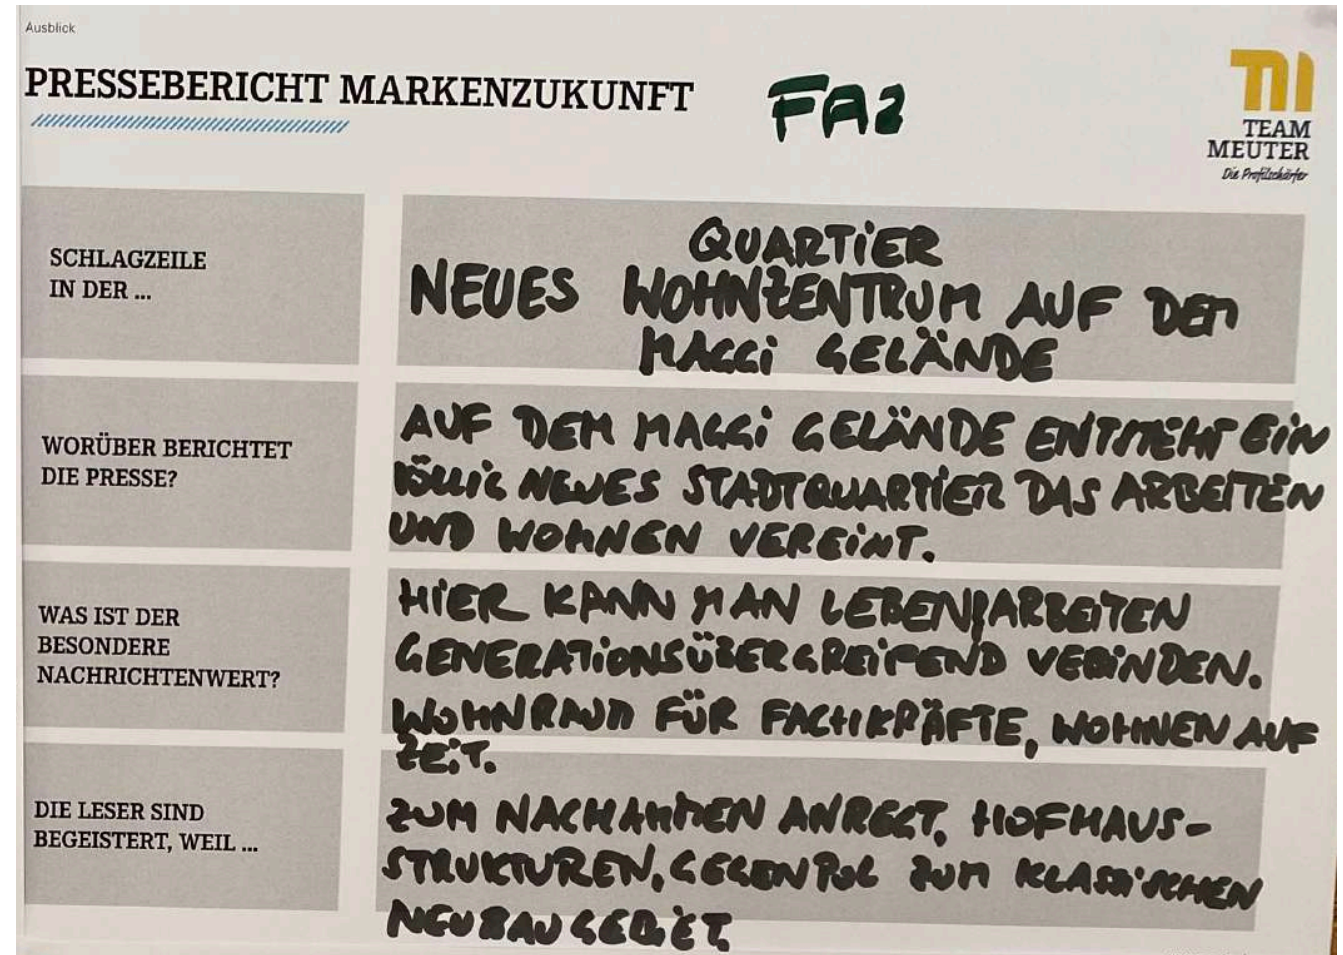 Ausblick
PRESSEBERICHT MARKENZUKUNFT
FAZ
TEAM
MEUTER
Die Profilschärfer
SCHLAGZEILE
IN DER ...
QUARTIER
NEUES WOHNZENTRUM AUF DEM
MAGGI GELÄNDE
WORÜBER BERICHTET
DIE PRESSE?
AUF DEM MAGGI GELÄNDE ENTSTEHT EIN
VÖLLIG NEUES STADTQUARTIER DAS ARBEITEN
UND WOHNEN VEREINT.
WAS IST DER
BESONDERE
NACHRICHTENWERT?
HIER KANN MAN LEBEN/ARBEITEN
GENERATIONSÜBERGREIFEND VERBINDEN.
WOHNRAUM FÜR FACHKRÄFTE, WOHNEN AUF
ZEIT.
DIE LESER SIND
BEGEISTERT, WEIL ...
ZUM NACHAHMEN ANREGT. HOFHAUS-
STRUKTUREN, GEGENPOL ZUM KLASSISCHEN
NEUBAUGEBIET.